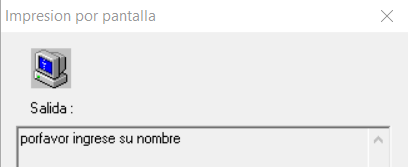 Impresion por pantalla
Salida :
porfavor ingrese su nombre